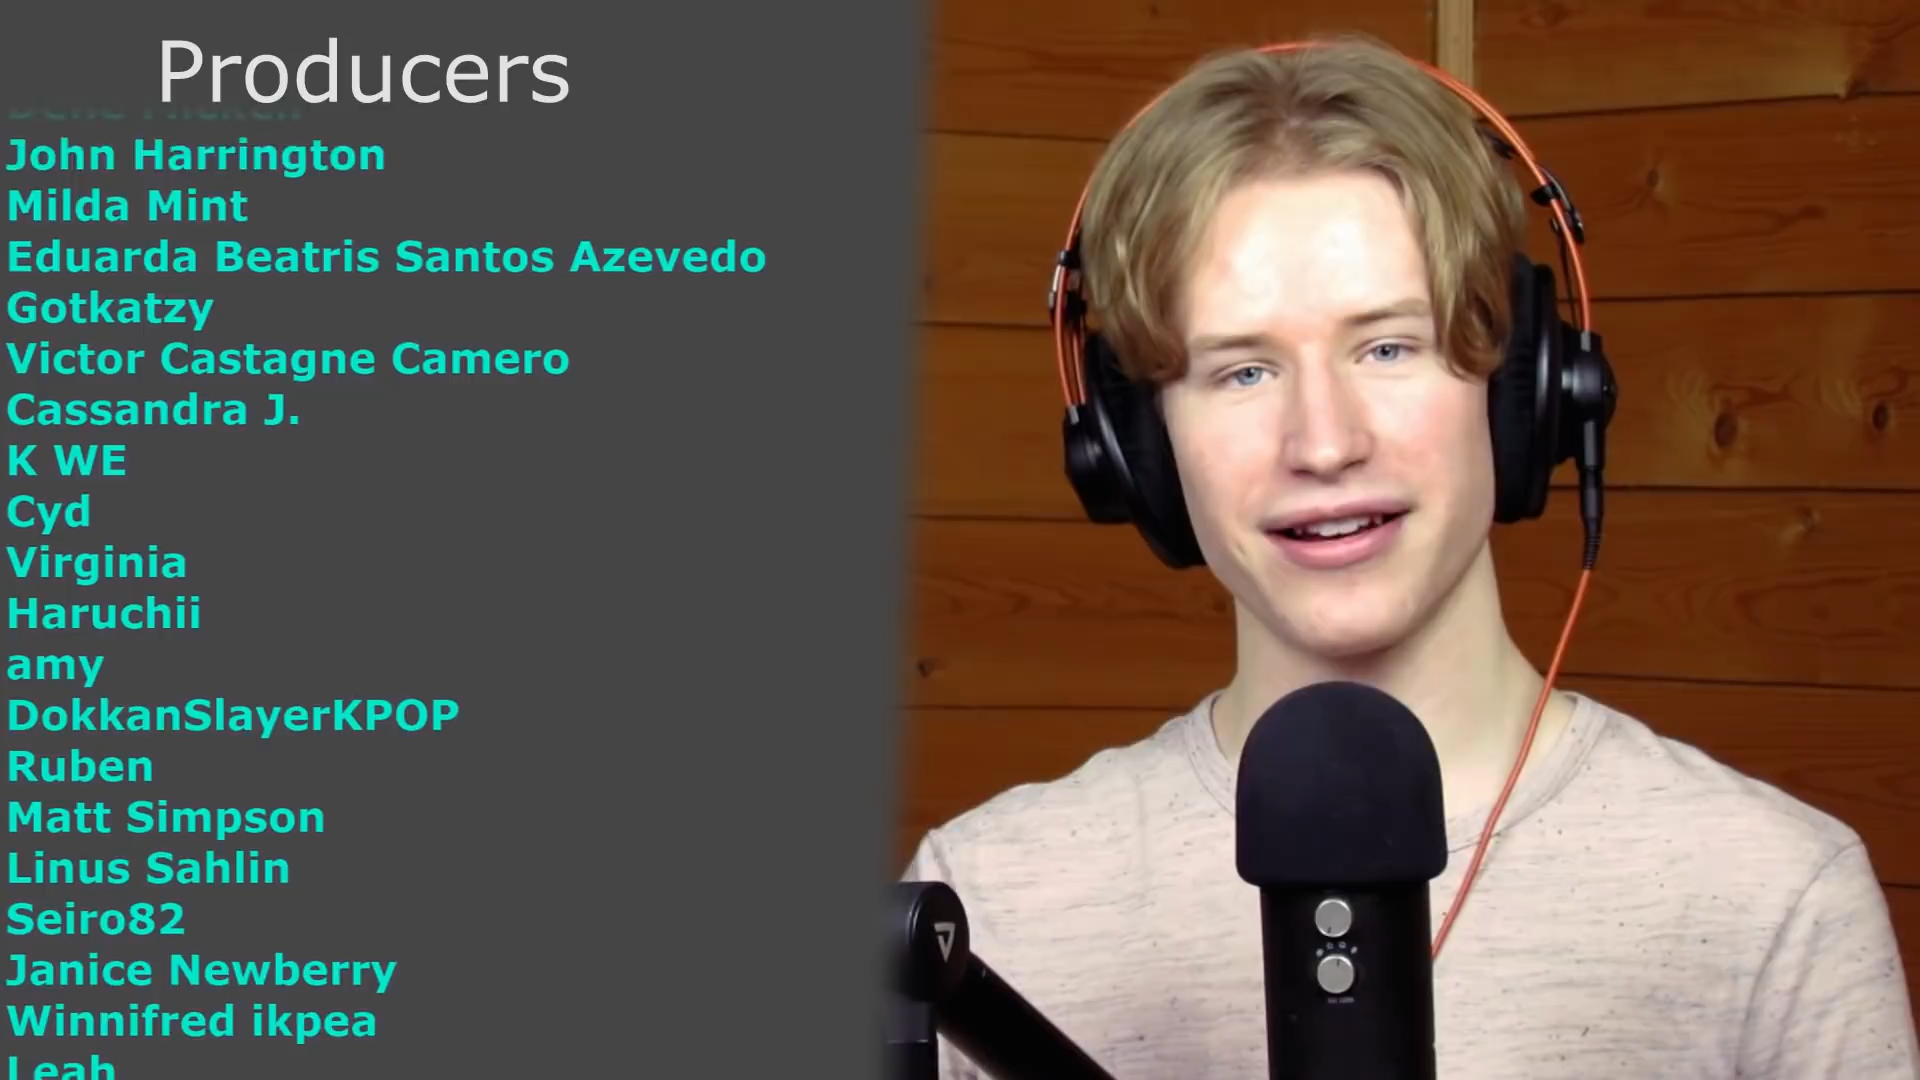 Producers
John Harrington
Milda Mint
Eduarda Beatris Santos Azevedo
Gotkatzy
Victor Castagne Camero
Cassandra J.
K WE
Cyd
Virginia
Haruchii
amy
DokkanSlayerKPOP
Ruben
Matt Simpson
Linus Sahlin
Seiro82
Janice Newberry
Winnifred ikpea
Leah